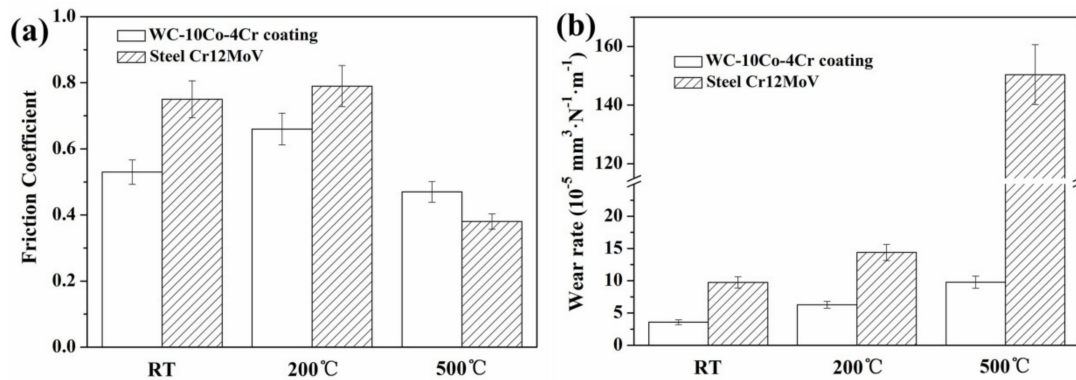 (a)
1.0
0.8
0.6
0.4
0.2
0.0
Friction Coefficient
WC-10Co-4Cr coating
Steel Cr12MoV
RT
200℃
500℃
(b)
160
140
120
20
15
10
5
0
Wear rate (10⁻⁵ mm³·N⁻¹·m⁻¹)
WC-10Co-4Cr coating
Steel Cr12MoV
RT
200℃
500℃